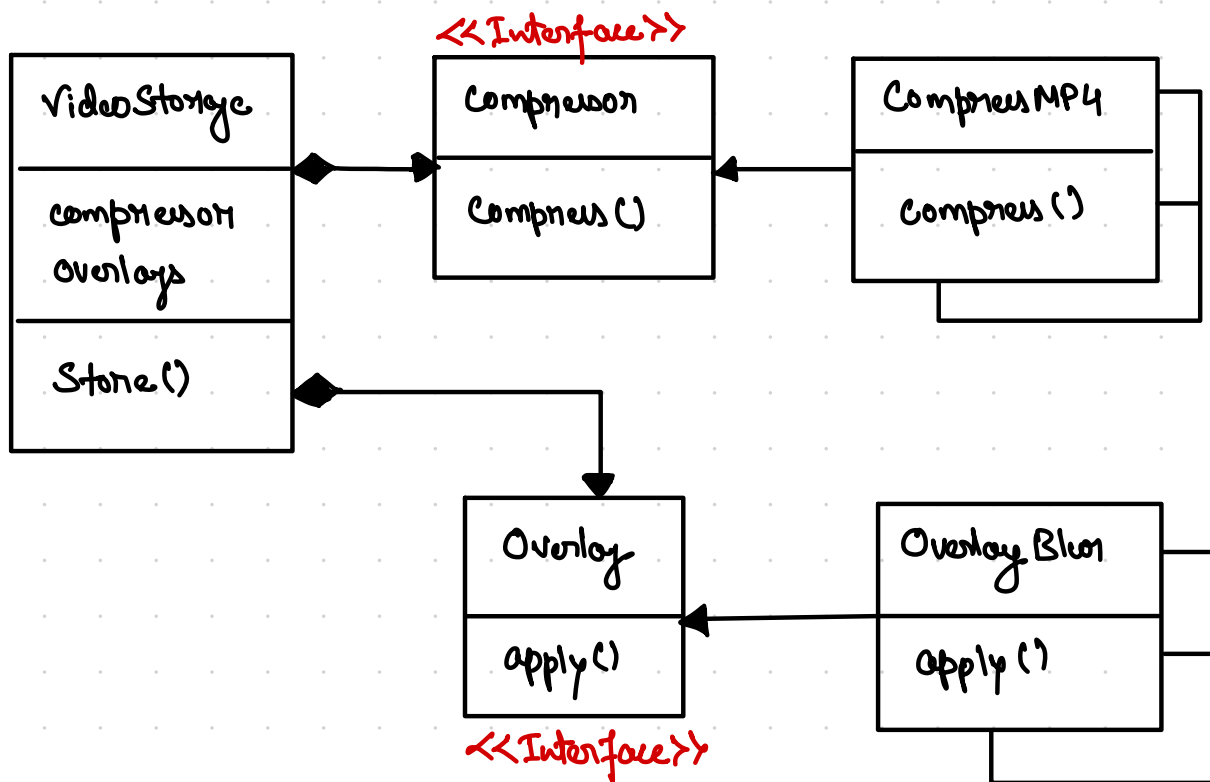 <<Interface>>
VideoStorage
compressor
overlays
Store()
Compressor
Compress()
CompressMP4
compress()
Overlay
apply()
<<Interface>>
OverlayBlur
apply()